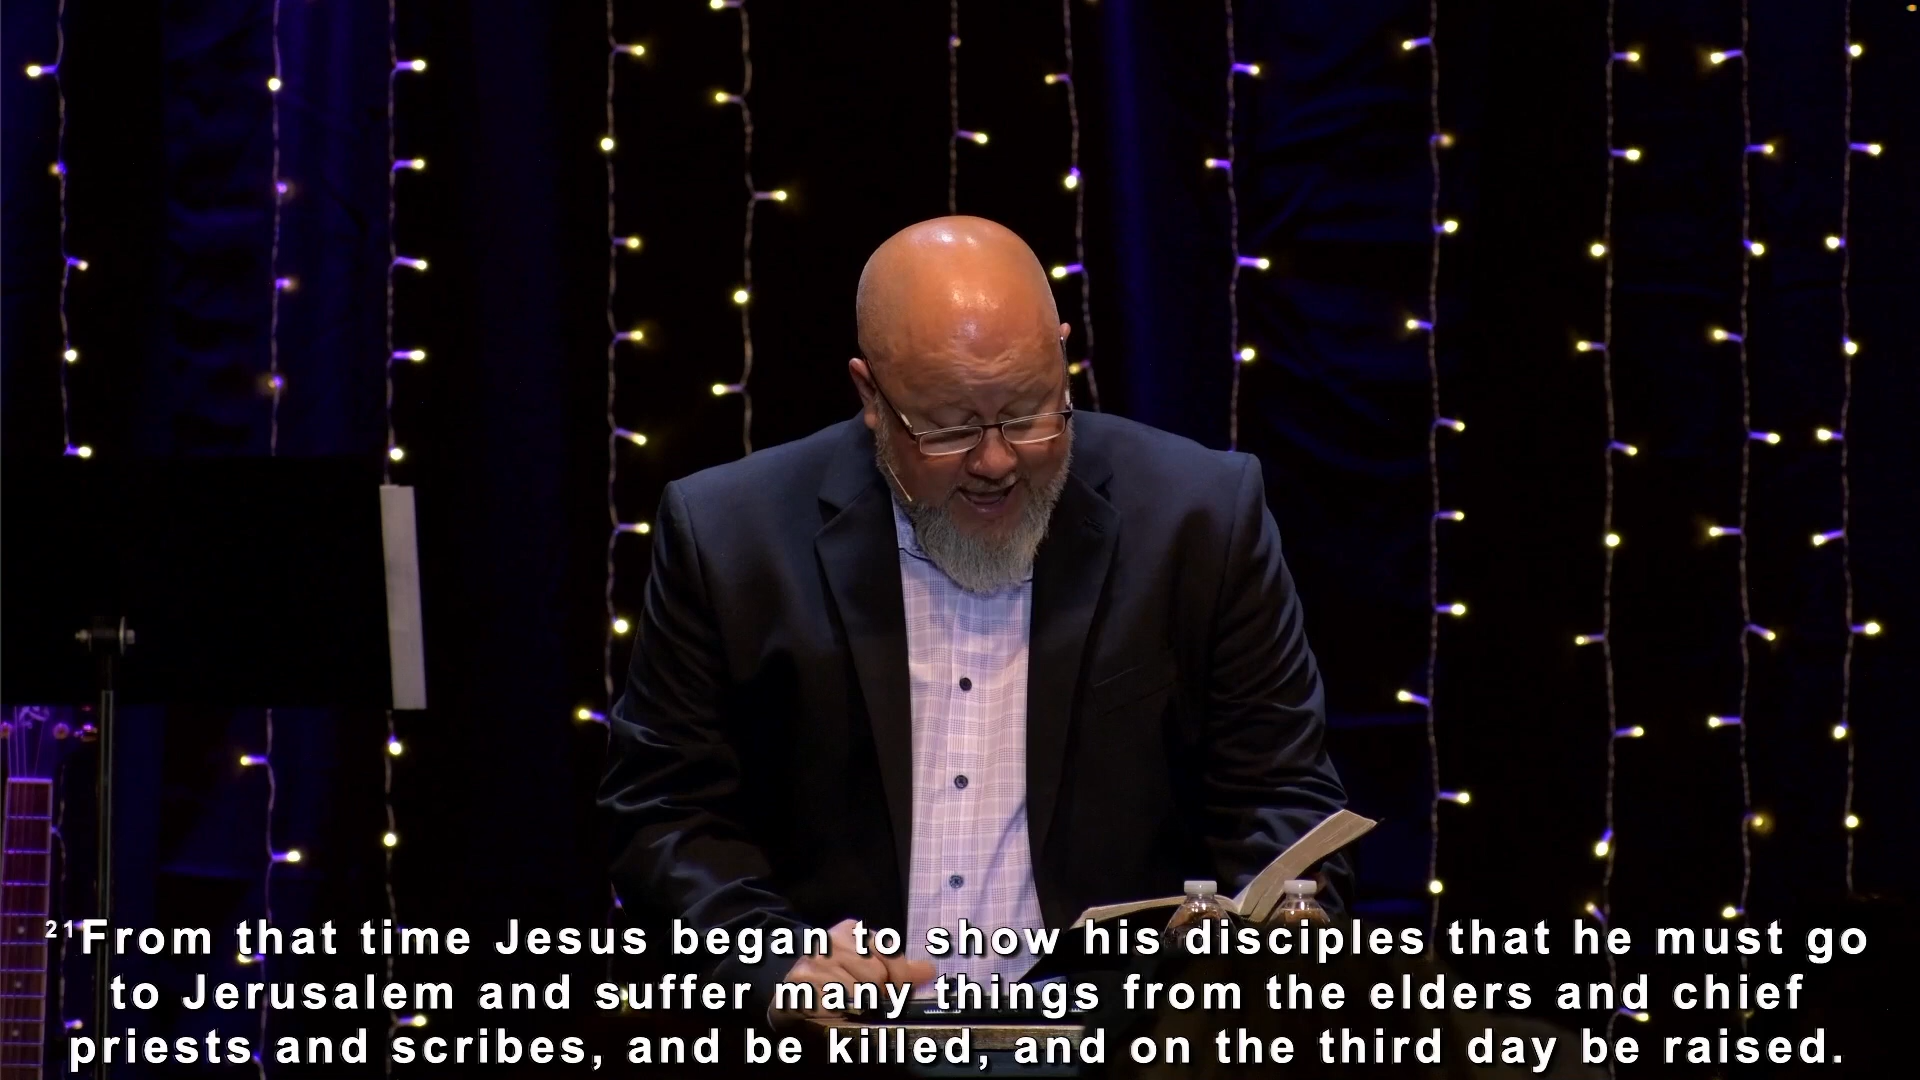 ²¹From that time Jesus began to show his disciples that he must go
to Jerusalem and suffer many things from the elders and chief
priests and scribes, and be killed, and on the third day be raised.